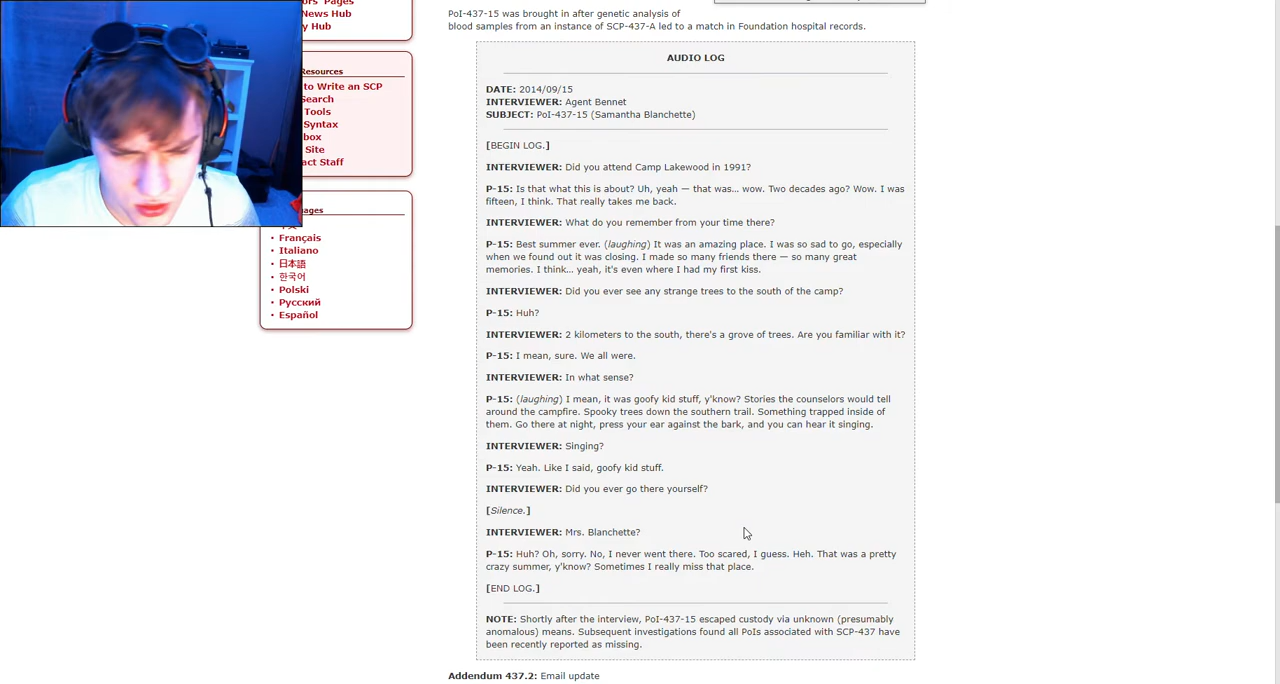 ors' Pages
News Hub
y Hub
Resources
to Write an SCP
Search
Tools
Syntax
box
Site
act Staff
ages
Français
Italiano
日本語
한국어
Polski
Русский
Español
PoI-437-15 was brought in after genetic analysis of
blood samples from an instance of SCP-437-A led to a match in Foundation hospital records.
AUDIO LOG
DATE: 2014/09/15
INTERVIEWER: Agent Bennet
SUBJECT: PoI-437-15 (Samantha Blanchette)
[BEGIN LOG.]
INTERVIEWER: Did you attend Camp Lakewood in 1991?
P-15: Is that what this is about? Uh, yeah — that was… wow. Two decades ago? Wow. I was
fifteen, I think. That really takes me back.
INTERVIEWER: What do you remember from your time there?
P-15: Best summer ever. (laughing) It was an amazing place. I was so sad to go, especially
when we found out it was closing. I made so many friends there — so many great
memories. I think… yeah, it's even where I had my first kiss.
INTERVIEWER: Did you ever see any strange trees to the south of the camp?
P-15: Huh?
INTERVIEWER: 2 kilometers to the south, there's a grove of trees. Are you familiar with it?
P-15: I mean, sure. We all were.
INTERVIEWER: In what sense?
P-15: (laughing) I mean, it was goofy kid stuff, y'know? Stories the counselors would tell
around the campfire. Spooky trees down the southern trail. Something trapped inside of
them. Go there at night, press your ear against the bark, and you can hear it singing.
INTERVIEWER: Singing?
P-15: Yeah. Like I said, goofy kid stuff.
INTERVIEWER: Did you ever go there yourself?
[Silence.]
INTERVIEWER: Mrs. Blanchette?
P-15: Huh? Oh, sorry. No, I never went there. Too scared, I guess. Heh. That was a pretty
crazy summer, y'know? Sometimes I really miss that place.
[END LOG.]
NOTE: Shortly after the interview, PoI-437-15 escaped custody via unknown (presumably
anomalous) means. Subsequent investigations found all PoIs associated with SCP-437 have
been recently reported as missing.
Addendum 437.2: Email update